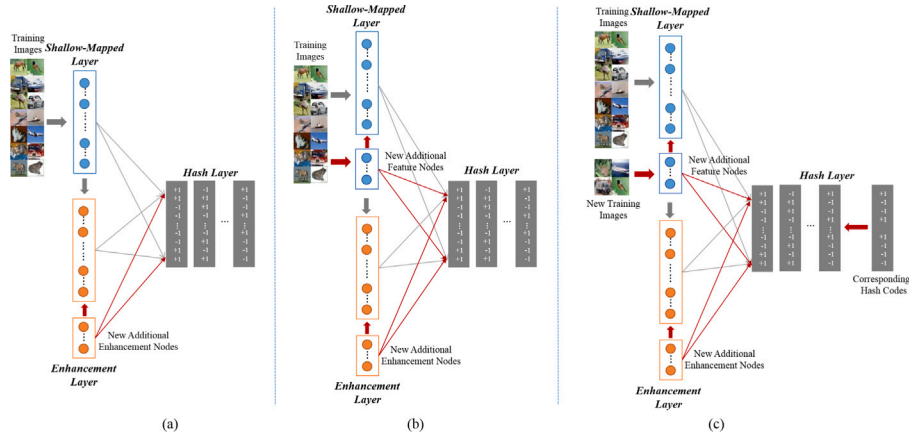 Training
Images
Shallow-Mapped
Layer
Hash Layer
...
New Additional
Enhancement Nodes
Enhancement
Layer
(a)
Shallow-Mapped
Layer
Training
Images
New Additional
Feature Nodes
Hash Layer
...
New Additional
Enhancement Nodes
Enhancement
Layer
(b)
Training
Images
Shallow-Mapped
Layer
New Additional
Feature Nodes
New Training
Images
Hash Layer
...
Corresponding
Hash Codes
New Additional
Enhancement Nodes
Enhancement
Layer
(c)